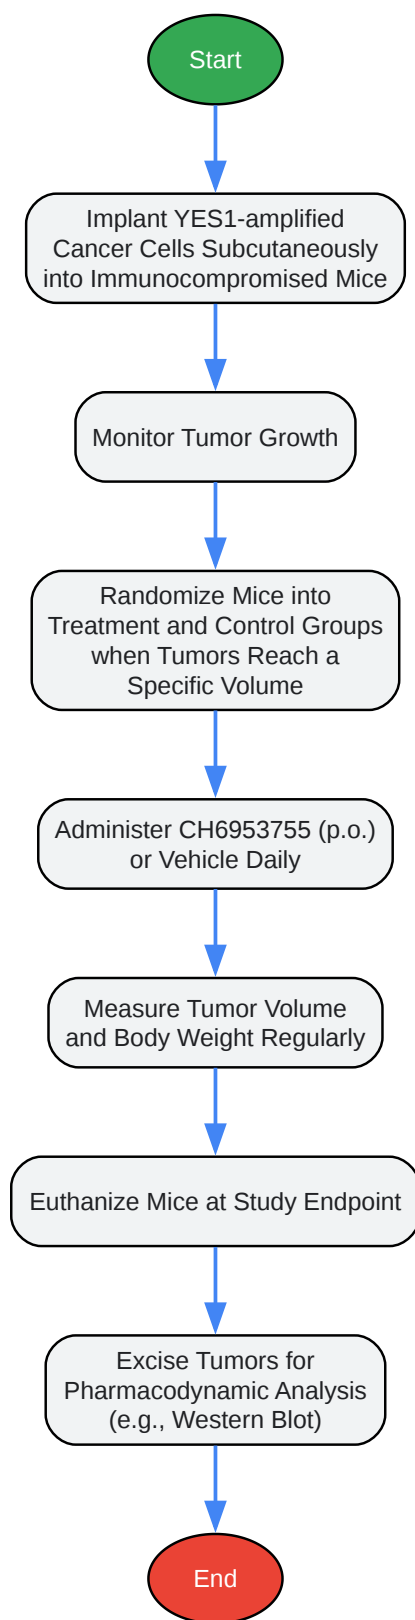 Start
Implant YES1-amplified
Cancer Cells Subcutaneously
into Immunocompromised Mice
Monitor Tumor Growth
Randomize Mice into
Treatment and Control Groups
when Tumors Reach a
Specific Volume
Administer CH6953755 (p.o.)
or Vehicle Daily
Measure Tumor Volume
and Body Weight Regularly
Euthanize Mice at Study Endpoint
Excise Tumors for
Pharmacodynamic Analysis
(e.g., Western Blot)
End